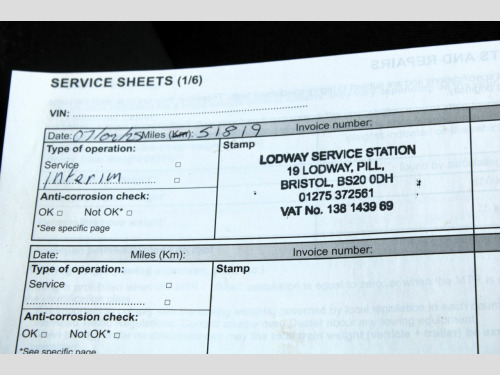 SERVICE SHEETS (1/6)
VIN:
Date: Miles (Km): 51819 Invoice number:
Type of operation:
Service
Interim
Anti-corrosion check:
OK □ Not OK* □
*See specific page
Stamp
LODWAY SERVICE STATION
19 LODWAY, PILL,
BRISTOL, BS20 0DH
01275 372561
VAT No. 138 1439 69
Date: Miles (Km): Invoice number:
Type of operation:
Service
Anti-corrosion check:
OK □ Not OK* □
*See specific page
Stamp